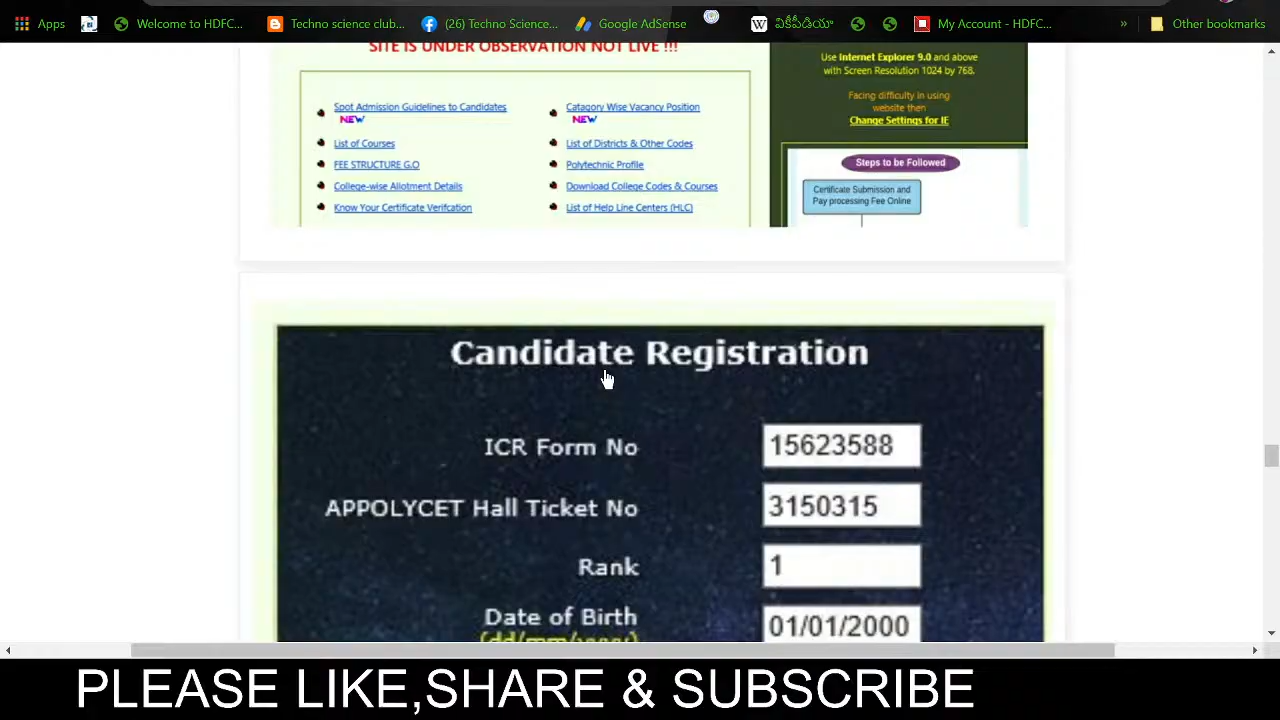 Apps
Welcome to HDFC...
Techno science club...
(26) Techno Science...
Google AdSense
వికీపీడియా
My Account - HDFC...
»
Other bookmarks
SITE IS UNDER OBSERVATION NOT LIVE !!!
Spot Admission Guidelines to Candidates
NEW
List of Courses
FEE STRUCTURE G.O
College-wise Allotment Details
Know Your Certificate Verifcation
Catagory Wise Vacancy Position
NEW
List of Districts & Other Codes
Polytechnic Profile
Download College Codes & Courses
List of Help Line Centers (HLC)
Use Internet Explorer 9.0 and above
with Screen Resolution 1024 by 768.
Facing difficulty in using
website then
Change Settings for IE
Steps to be Followed
Certificate Submission and
Pay processing Fee Online
Candidate Registration
ICR Form No 15623588
APPOLYCET Hall Ticket No 3150315
Rank 1
Date of Birth 01/01/2000
(dd/mm/yyyy)
PLEASE LIKE,SHARE & SUBSCRIBE